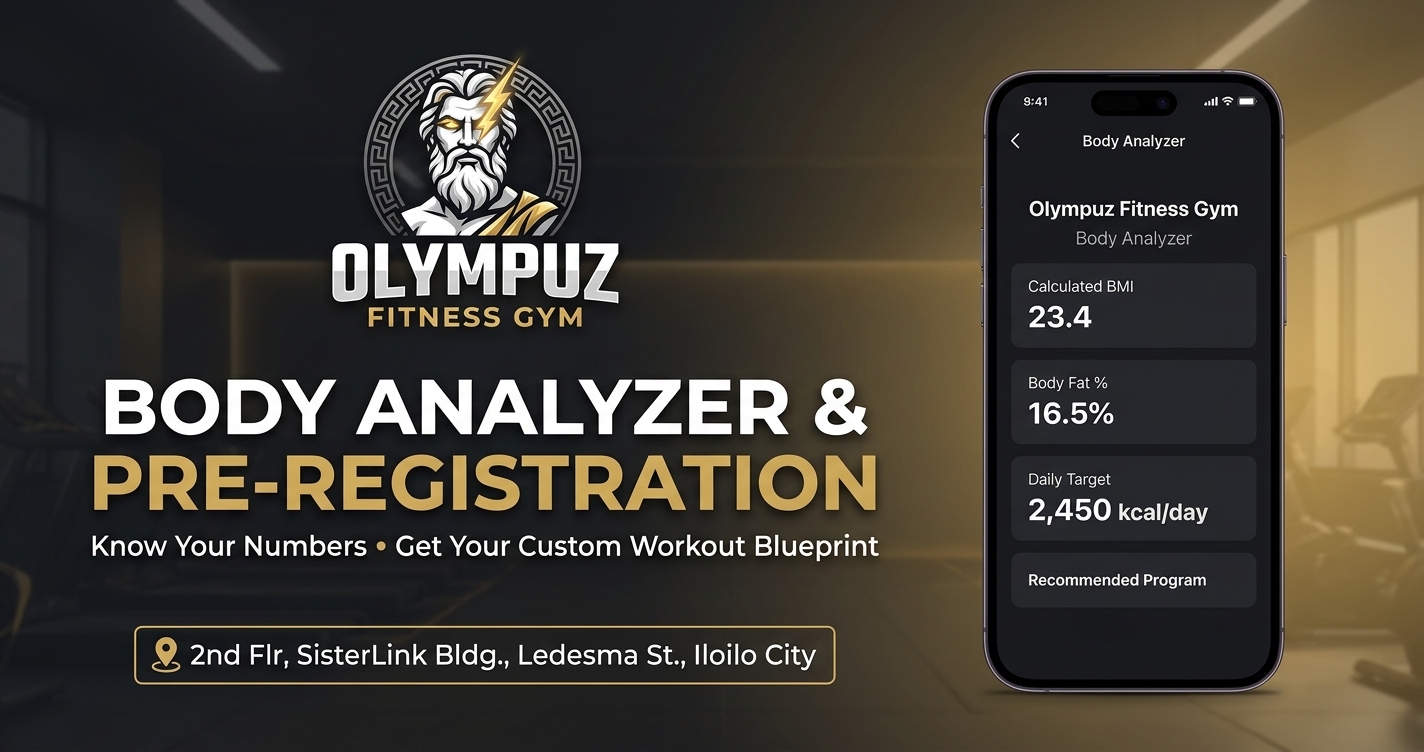 OLYMPUZ
FITNESS GYM
BODY ANALYZER &
PRE-REGISTRATION
Know Your Numbers • Get Your Custom Workout Blueprint
2nd Flr, SisterLink Bldg., Ledesma St., Iloilo City
9:41
Body Analyzer
Olympuz Fitness Gym
Body Analyzer
Calculated BMI
23.4
Body Fat %
16.5%
Daily Target
2,450 kcal/day
Recommended Program